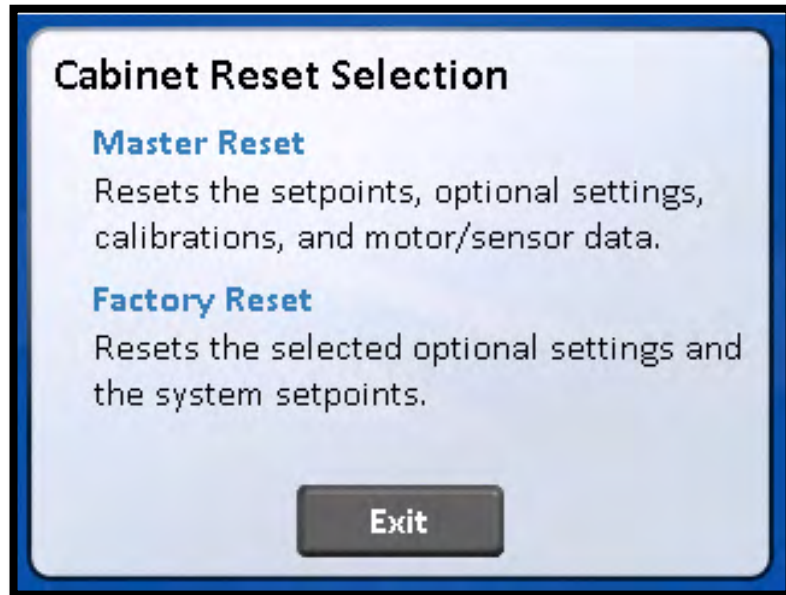 Cabinet Reset Selection
Master Reset
Resets the setpoints, optional settings,
calibrations, and motor/sensor data.
Factory Reset
Resets the selected optional settings and
the system setpoints.
Exit